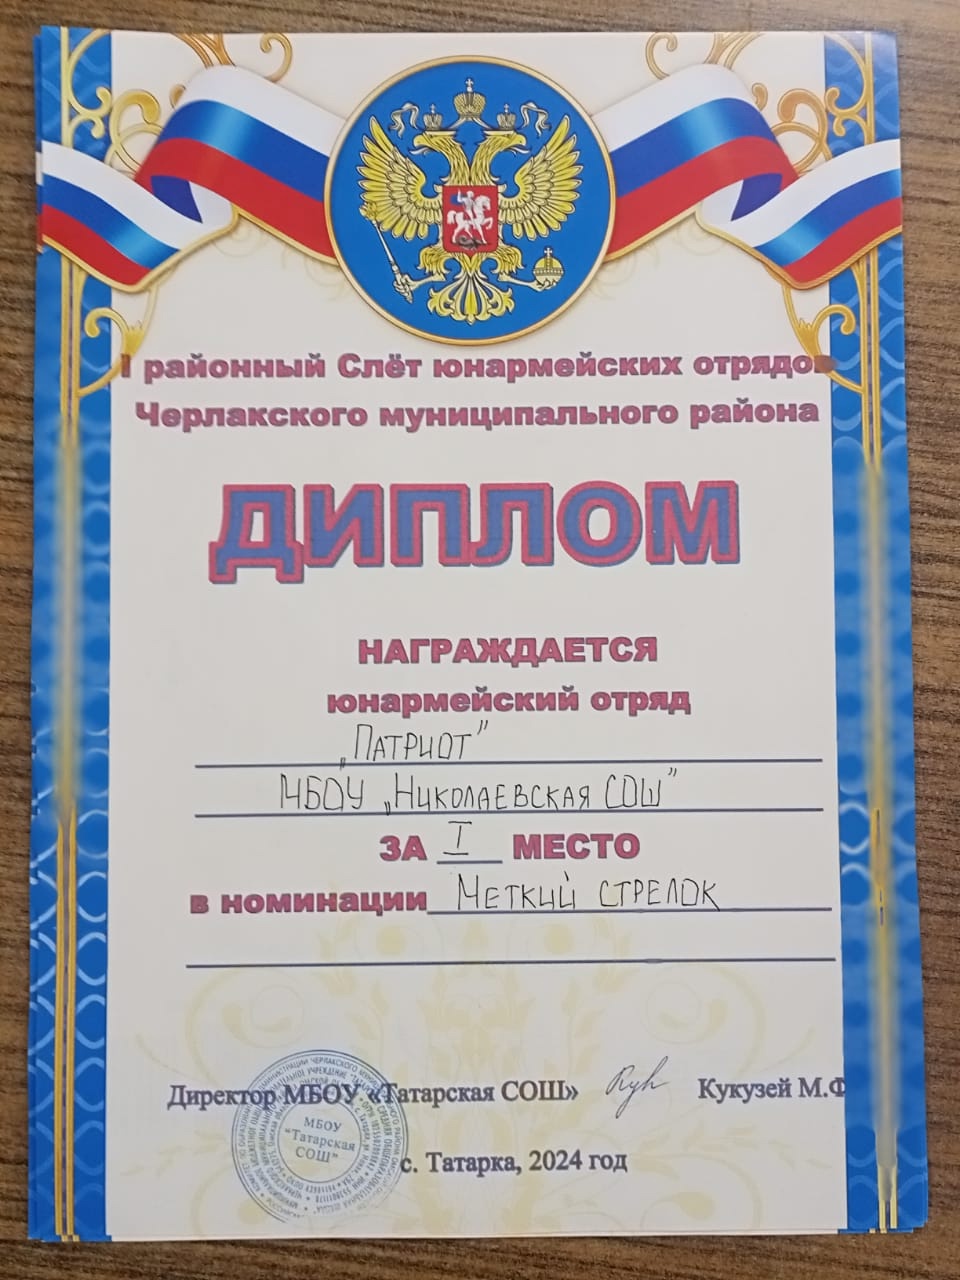 I районный Слёт юнармейских отрядов
Черлакского муниципального района
ДИПЛОМ
НАГРАЖДАЕТСЯ
юнармейский отряд
„Патриот”
МБОУ „Николаевская СОШ”
ЗА I МЕСТО
в номинации Меткий стрелок
Директор МБОУ «Татарская СОШ» Кукузей М.Ф
МБОУ
"Татарская
СОШ"
с. Татарка, 2024 год